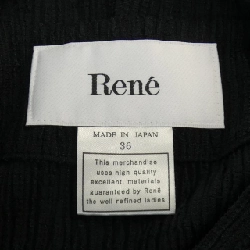 René
MADE IN JAPAN
36
This merchandise
uses high quality
excellent materials
guaranteed by René
the well refined ladies